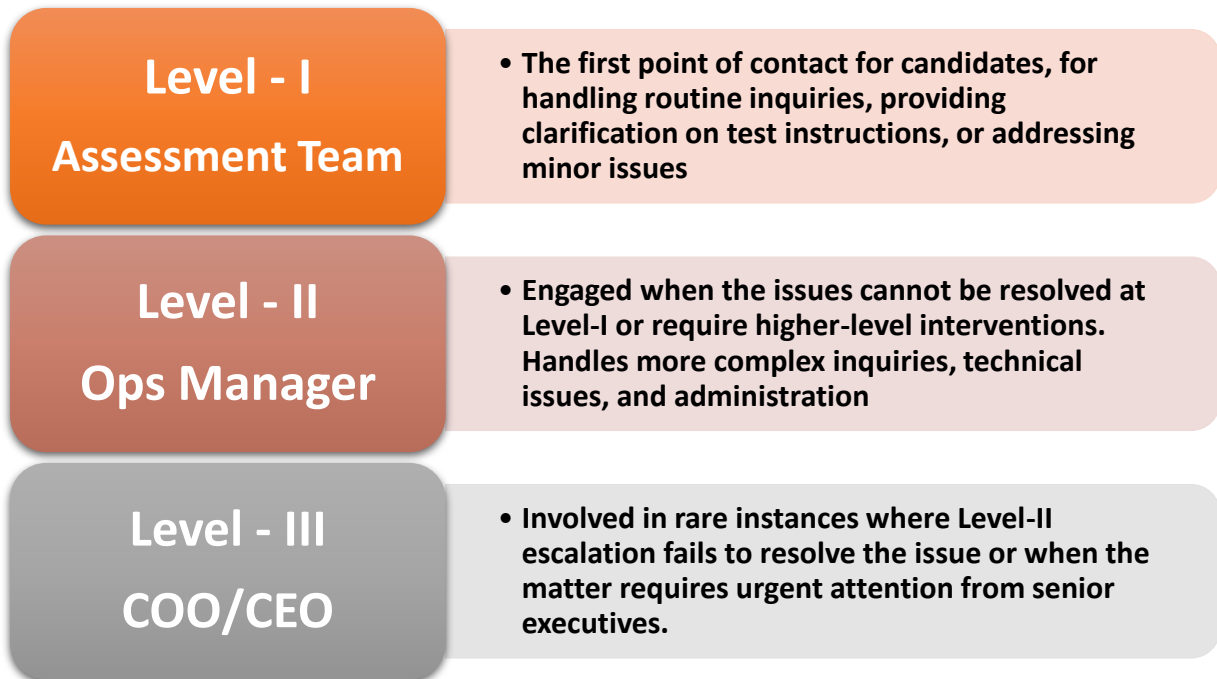 Level - I
Assessment Team
• The first point of contact for candidates, for
handling routine inquiries, providing
clarification on test instructions, or addressing
minor issues
Level - II
Ops Manager
• Engaged when the issues cannot be resolved at
Level-I or require higher-level interventions.
Handles more complex inquiries, technical
issues, and administration
Level - III
COO/CEO
• Involved in rare instances where Level-II
escalation fails to resolve the issue or when the
matter requires urgent attention from senior
executives.